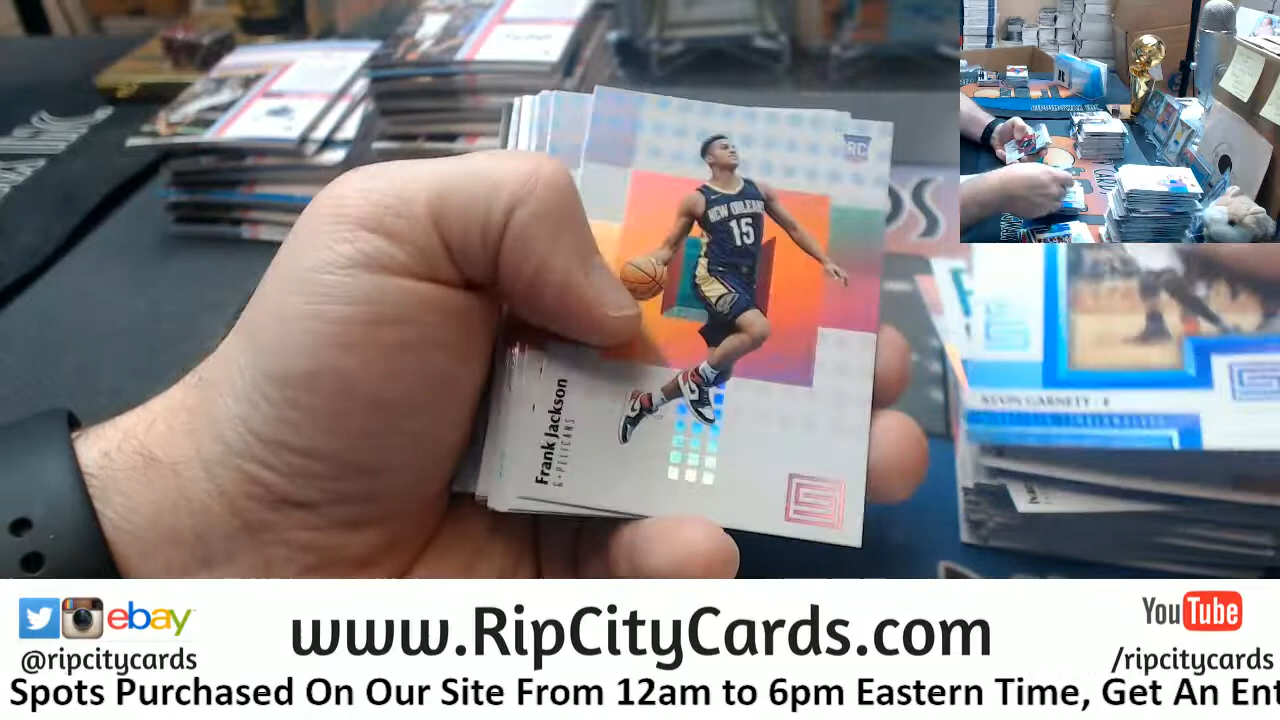 RC
NEW ORLEANS
15
Frank Jackson
G • PELICANS
KEVIN GARNETT • F
ebay
@ripcitycards
www.RipCityCards.com
You Tube
/ripcitycards
Spots Purchased On Our Site From 12am to 6pm Eastern Time, Get An Ent